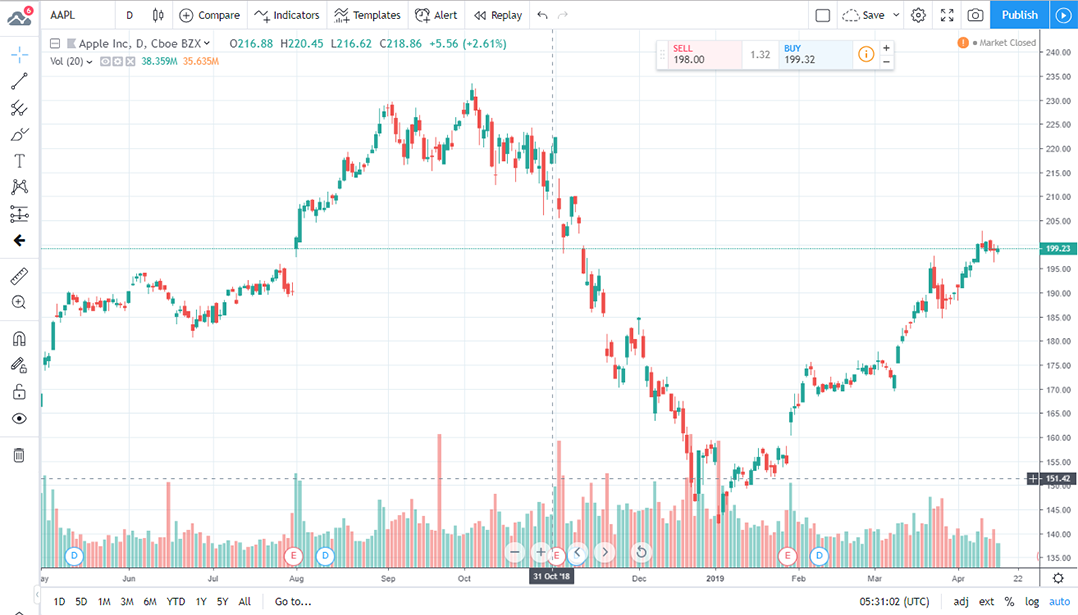 6 AAPL D Compare Indicators Templates Alert Replay Save Publish
Apple Inc, D, Cboe BZX O216.88 H220.45 L216.62 C218.86 +5.56 (+2.61%)
Market Closed
SELL
198.00
1.32
BUY
199.32
Vol (20) 38.359M 35.635M
240.00
235.00
230.00
225.00
220.00
215.00
210.00
205.00
199.23
195.00
190.00
185.00
180.00
175.00
170.00
165.00
160.00
155.00
151.42
145.00
140.00
135.00
D E D E E D
ay Jun Jul Aug Sep Oct 31 Oct '18 Dec 2019 Feb Mar Apr 22
1D 5D 1M 3M 6M YTD 1Y 5Y All Go to... 05:31:02 (UTC) adj ext % log auto